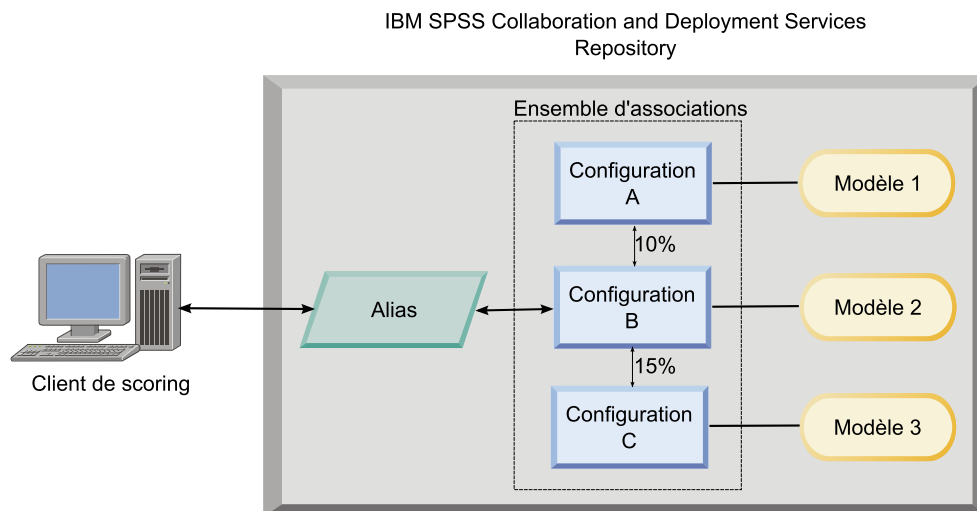 IBM SPSS Collaboration and Deployment Services
Repository
Ensemble d'associations
Configuration
A
Modèle 1
10%
Client de scoring
Alias
Configuration
B
Modèle 2
15%
Configuration
C
Modèle 3